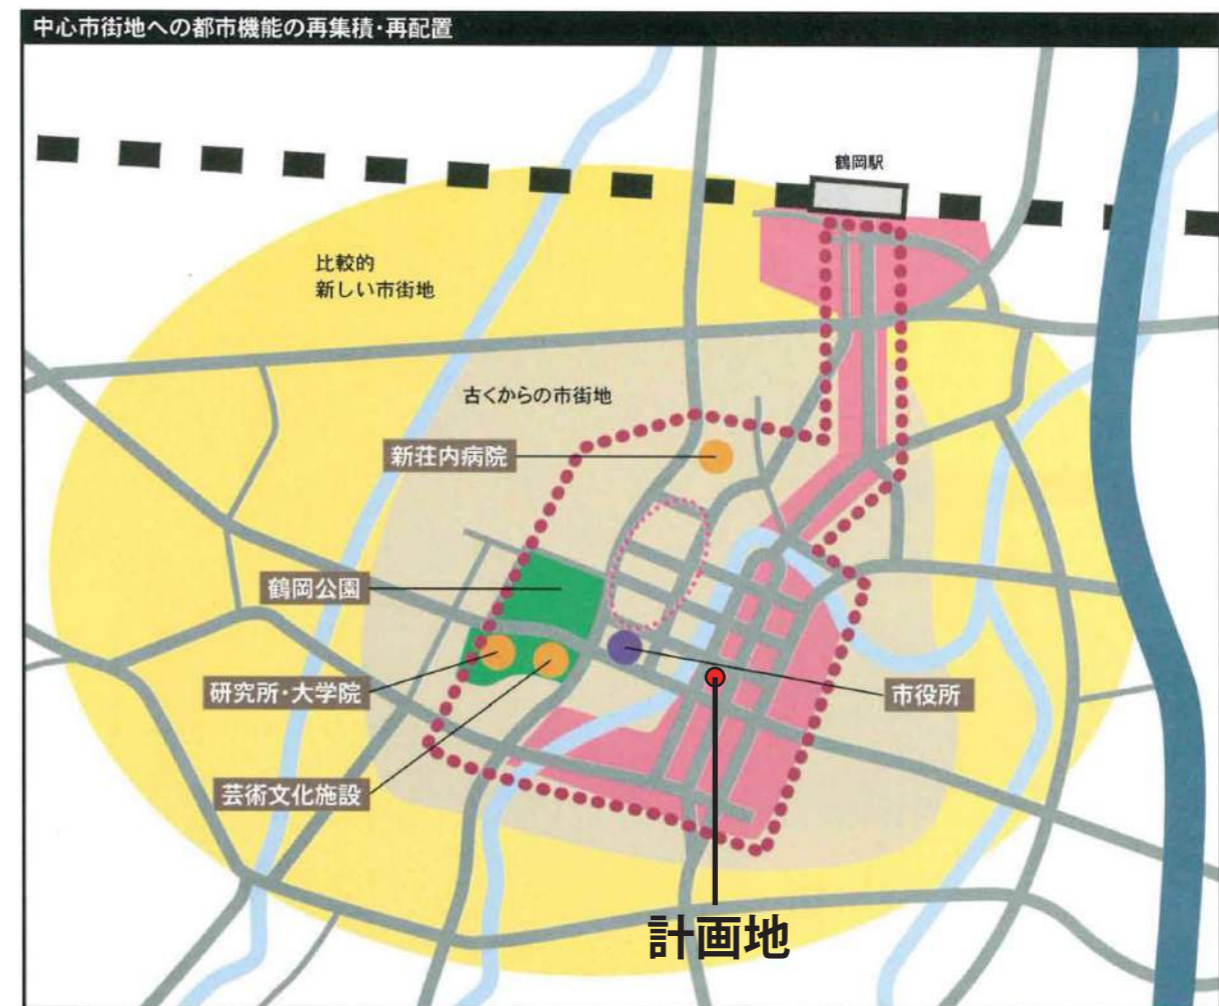 中心市街地への都市機能の再集積・再配置
鶴岡駅
比較的
新しい市街地
古くからの市街地
新荘内病院
鶴岡公園
研究所・大学院
市役所
芸術文化施設
計画地